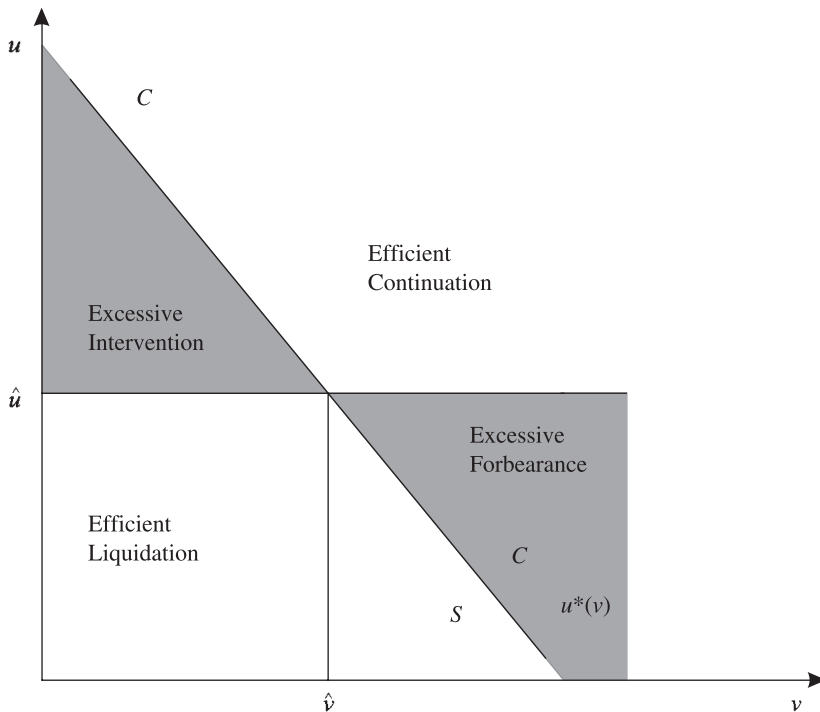 u
C
Efficient
Continuation
Excessive
Intervention
û
Excessive
Forbearance
Efficient
Liquidation
C
u*(v)
S
v̂
v